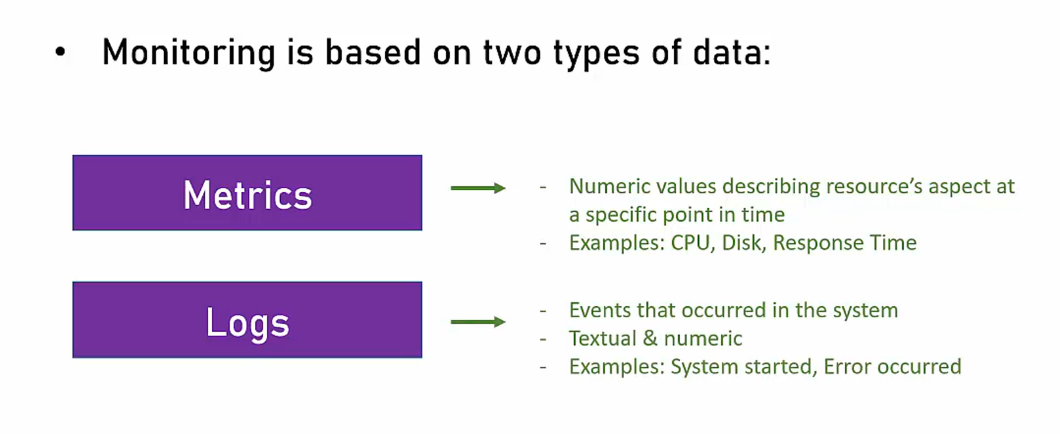 • Monitoring is based on two types of data:
Metrics
- Numeric values describing resource's aspect at
a specific point in time
- Examples: CPU, Disk, Response Time
Logs
- Events that occurred in the system
- Textual & numeric
- Examples: System started, Error occurred